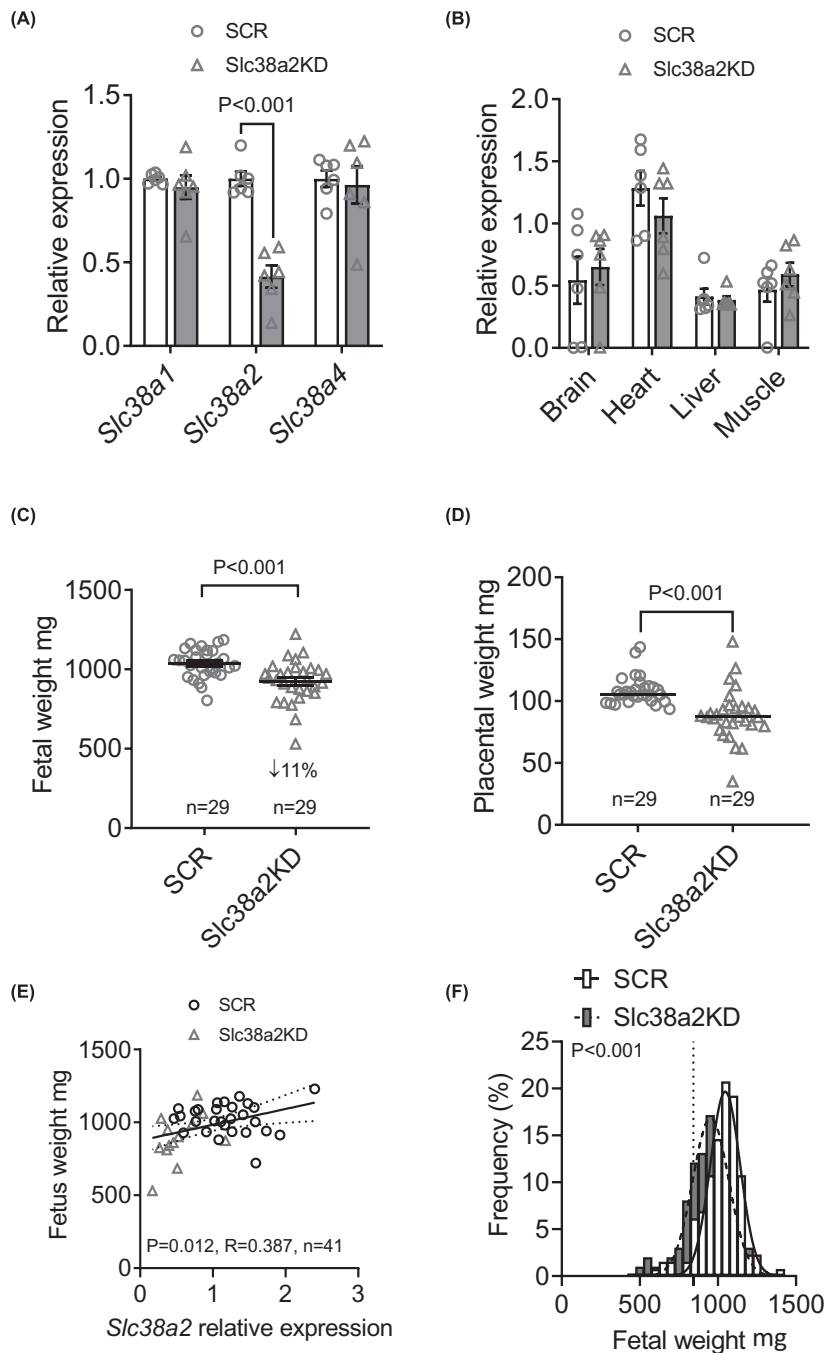 (A)
SCR
Slc38a2KD
P<0.001
1.5
1.0
0.5
0.0
Relative expression
Slc38a1
Slc38a2
Slc38a4
(B)
SCR
Slc38a2KD
2.0
1.5
1.0
0.5
0.0
Relative expression
Brain
Heart
Liver
Muscle
(C)
P<0.001
1500
1000
500
0
Fetal weight mg
↓11%
n=29
n=29
SCR
Slc38a2KD
(D)
P<0.001
200
150
100
50
0
Placental weight mg
n=29
n=29
SCR
Slc38a2KD
(E)
SCR
Slc38a2KD
1500
1000
500
0
Fetus weight mg
P=0.012, R=0.387, n=41
0
1
2
3
Slc38a2 relative expression
(F)
SCR
Slc38a2KD
P<0.001
25
20
15
10
5
0
Frequency (%)
0
500
1000
1500
Fetal weight mg